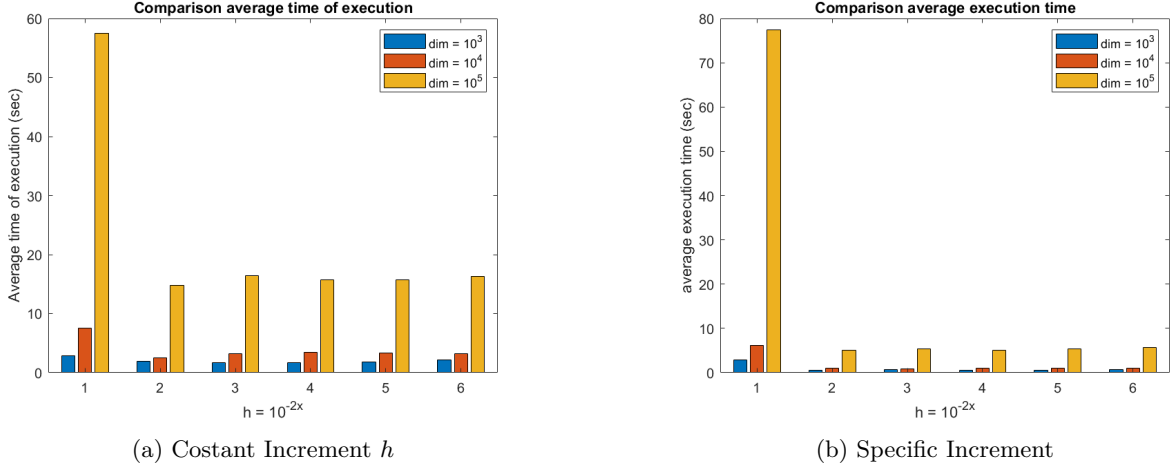 Comparison average time of execution
60
50
40
30
20
10
0
Average time of execution (sec)
dim = 10^3
dim = 10^4
dim = 10^5
1 2 3 4 5 6
h = 10^-2x
(a) Costant Increment h
Comparison average execution time
80
70
60
50
40
30
20
10
0
average execution time (sec)
dim = 10^3
dim = 10^4
dim = 10^5
1 2 3 4 5 6
h = 10^-2x
(b) Specific Increment